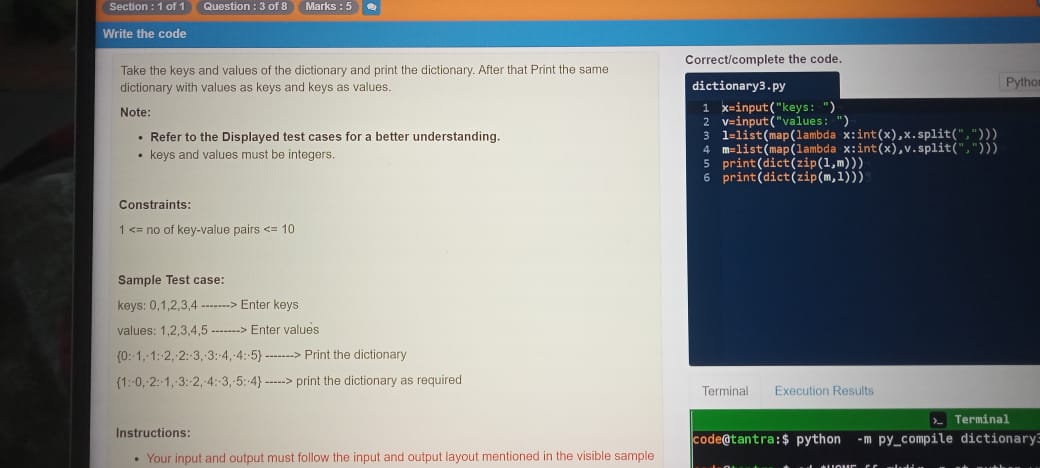 Section : 1 of 1 Question : 3 of 8 Marks : 5
Write the code
Take the keys and values of the dictionary and print the dictionary. After that Print the same
dictionary with values as keys and keys as values.
Note:
• Refer to the Displayed test cases for a better understanding.
• keys and values must be integers.
Constraints:
1 <= no of key-value pairs <= 10
Sample Test case:
keys: 0,1,2,3,4 -------> Enter keys
values: 1,2,3,4,5 -------> Enter values
{0:·1,·1:·2,·2:·3,·3:·4,·4:·5} -------> Print the dictionary
{1:·0,·2:·1,·3:·2,·4:·3,·5:·4} -----> print the dictionary as required
Instructions:
• Your input and output must follow the input and output layout mentioned in the visible sample
Correct/complete the code.
dictionary3.py
1 x=input("keys: ")
2 v=input("values: ")
3 l=list(map(lambda x:int(x),x.split(",")))
4 m=list(map(lambda x:int(x),v.split(",")))
5 print(dict(zip(l,m)))
6 print(dict(zip(m,l)))
Terminal Execution Results
>_ Terminal
code@tantra:$ python -m py_compile dictionary3